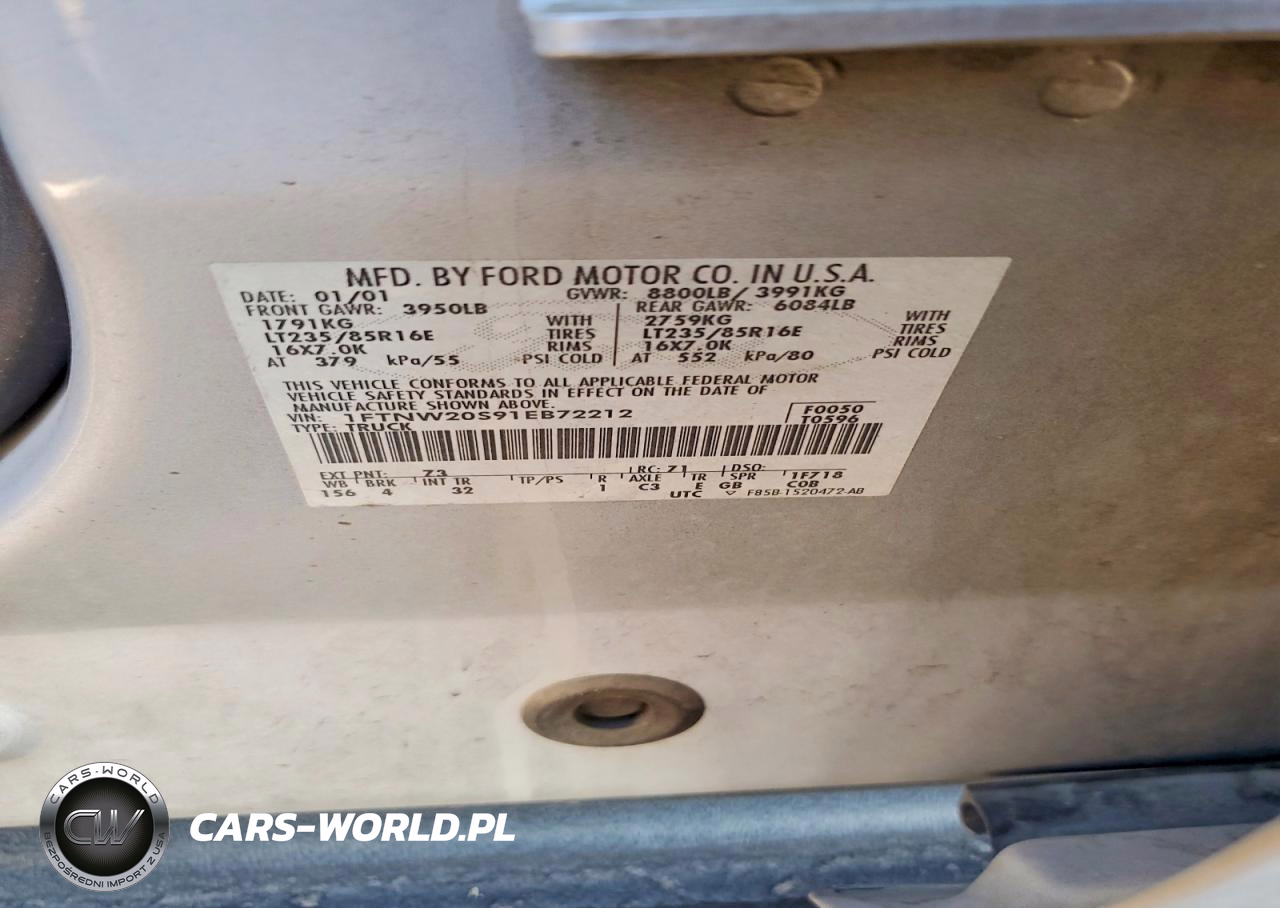 MFD. BY FORD MOTOR CO. IN U.S.A.
DATE: 01/01 GVWR: 8800LB/ 3991KG
FRONT GAWR: 3950LB REAR GAWR: 6084LB
1791KG WITH 2759KG WITH
LT235/85R16E TIRES LT235/85R16E TIRES
16X7.0K RIMS 16X7.0K RIMS
AT 379 kPa/55 PSI COLD AT 552 kPa/80 PSI COLD
THIS VEHICLE CONFORMS TO ALL APPLICABLE FEDERAL MOTOR
VEHICLE SAFETY STANDARDS IN EFFECT ON THE DATE OF
MANUFACTURE SHOWN ABOVE.
VIN: 1FTNW20S91EB72212 F0050
TYPE: TRUCK T0596
EXT PNT: Z3 RC: 71 DSO:
WB BRK INT TR TP/PS R AXLE TR SPR 1F718
156 4 32 1 C3 E GB C0B
UTC ▽ F85B-1520472-AB
CARS-WORLD
CW
BEZPOŚREDNI IMPORT Z USA
CARS-WORLD.PL